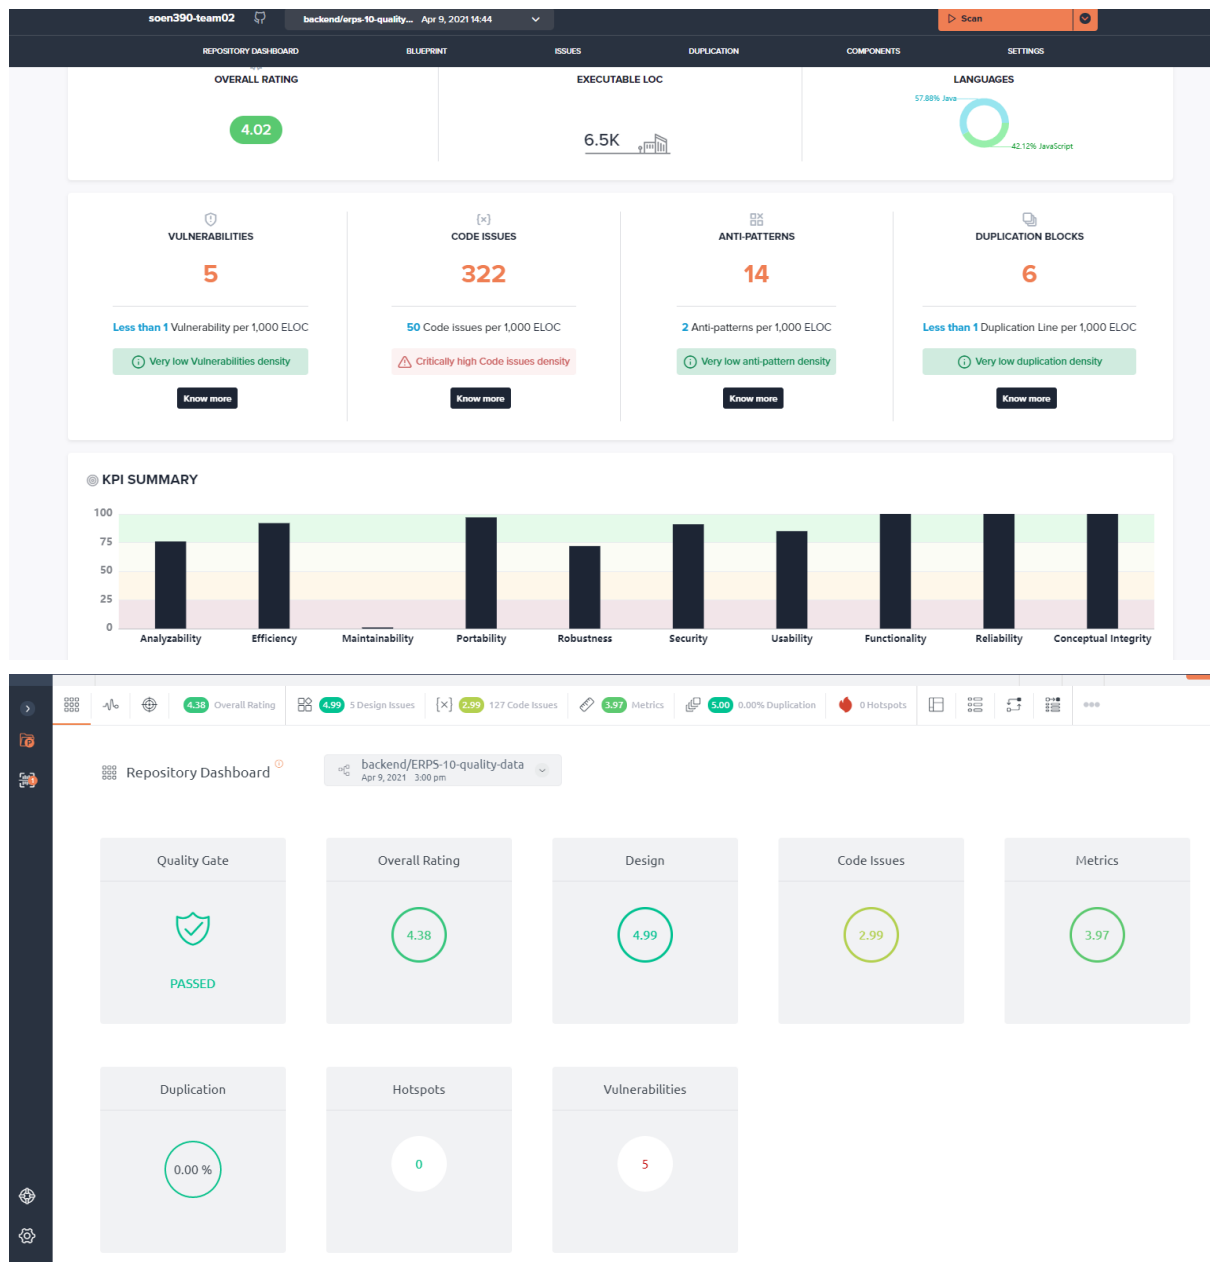 soen390-team02 backend/erps-10-quality... Apr 9, 2021 14:44 Scan
REPOSITORY DASHBOARD BLUEPRINT ISSUES DUPLICATION COMPONENTS SETTINGS
OVERALL RATING EXECUTABLE LOC LANGUAGES
57.88% Java
4.02
6.5K
42.12% JavaScript
VULNERABILITIES CODE ISSUES ANTI-PATTERNS DUPLICATION BLOCKS
5 322 14 6
Less than 1 Vulnerability per 1,000 ELOC 50 Code issues per 1,000 ELOC 2 Anti-patterns per 1,000 ELOC Less than 1 Duplication Line per 1,000 ELOC
Very low Vulnerabilities density Critically high Code issues density Very low anti-pattern density Very low duplication density
Know more Know more Know more Know more
KPI SUMMARY
100
75
50
25
0
Analyzability Efficiency Maintainability Portability Robustness Security Usability Functionality Reliability Conceptual Integrity
4.38 Overall Rating 4.99 5 Design Issues {×} 2.99 127 Code Issues 3.97 Metrics 5.00 0.00% Duplication 0 Hotspots
Repository Dashboard
backend/ERPS-10-quality-data
Apr 9, 2021 3:00 pm
Quality Gate Overall Rating Design Code Issues Metrics
4.38 4.99 2.99 3.97
PASSED
Duplication Hotspots Vulnerabilities
0.00 % 0 5